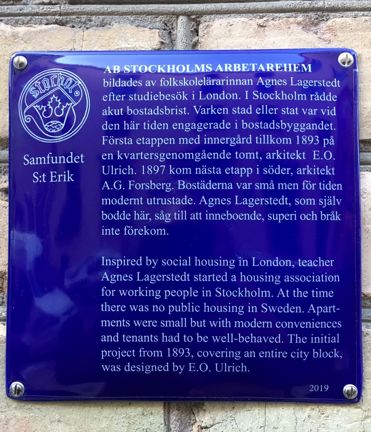 STOCKHOLM
Samfundet
S:t Erik
AB STOCKHOLMS ARBETAREHEM
bildades av folkskolelärarinnan Agnes Lagerstedt
efter studiebesök i London. I Stockholm rådde
akut bostadsbrist. Varken stad eller stat var vid
den här tiden engagerade i bostadsbyggandet.
Första etappen med innergård tillkom 1893 på
en kvartersgenomgående tomt, arkitekt E.O.
Ulrich. 1897 kom nästa etapp i söder, arkitekt
A.G. Forsberg. Bostäderna var små men för tiden
modernt utrustade. Agnes Lagerstedt, som själv
bodde här, såg till att inneboende, superi och bråk
inte förekom.
Inspired by social housing in London, teacher
Agnes Lagerstedt started a housing association
for working people in Stockholm. At the time
there was no public housing in Sweden. Apart-
ments were small but with modern conveniences
and tenants had to be well-behaved. The initial
project from 1893, covering an entire city block,
was designed by E.O. Ulrich.
2019